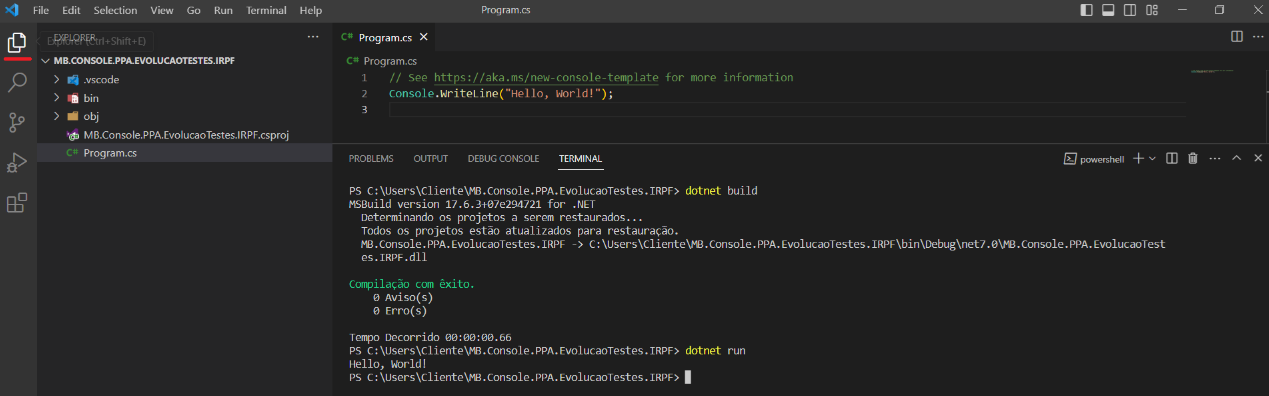 File Edit Selection View Go Run Terminal Help Program.cs
EXPLORER
Explorer (Ctrl+Shift+E)
MB.CONSOLE.PPA.EVOLUCAOTESTES.IRPF
.vscode
bin
obj
MB.Console.PPA.EvolucaoTestes.IRPF.csproj
C# Program.cs
C# Program.cs
C# Program.cs
1 // See https://aka.ms/new-console-template for more information
2 Console.WriteLine("Hello, World!");
3
PROBLEMS OUTPUT DEBUG CONSOLE TERMINAL powershell
PS C:\Users\Cliente\MB.Console.PPA.EvolucaoTestes.IRPF> dotnet build
MSBuild version 17.6.3+07e294721 for .NET
Determinando os projetos a serem restaurados...
Todos os projetos estão atualizados para restauração.
MB.Console.PPA.EvolucaoTestes.IRPF -> C:\Users\Cliente\MB.Console.PPA.EvolucaoTestes.IRPF\bin\Debug\net7.0\MB.Console.PPA.EvolucaoTest
es.IRPF.dll
Compilação com êxito.
0 Aviso(s)
0 Erro(s)
Tempo Decorrido 00:00:00.66
PS C:\Users\Cliente\MB.Console.PPA.EvolucaoTestes.IRPF> dotnet run
Hello, World!
PS C:\Users\Cliente\MB.Console.PPA.EvolucaoTestes.IRPF>